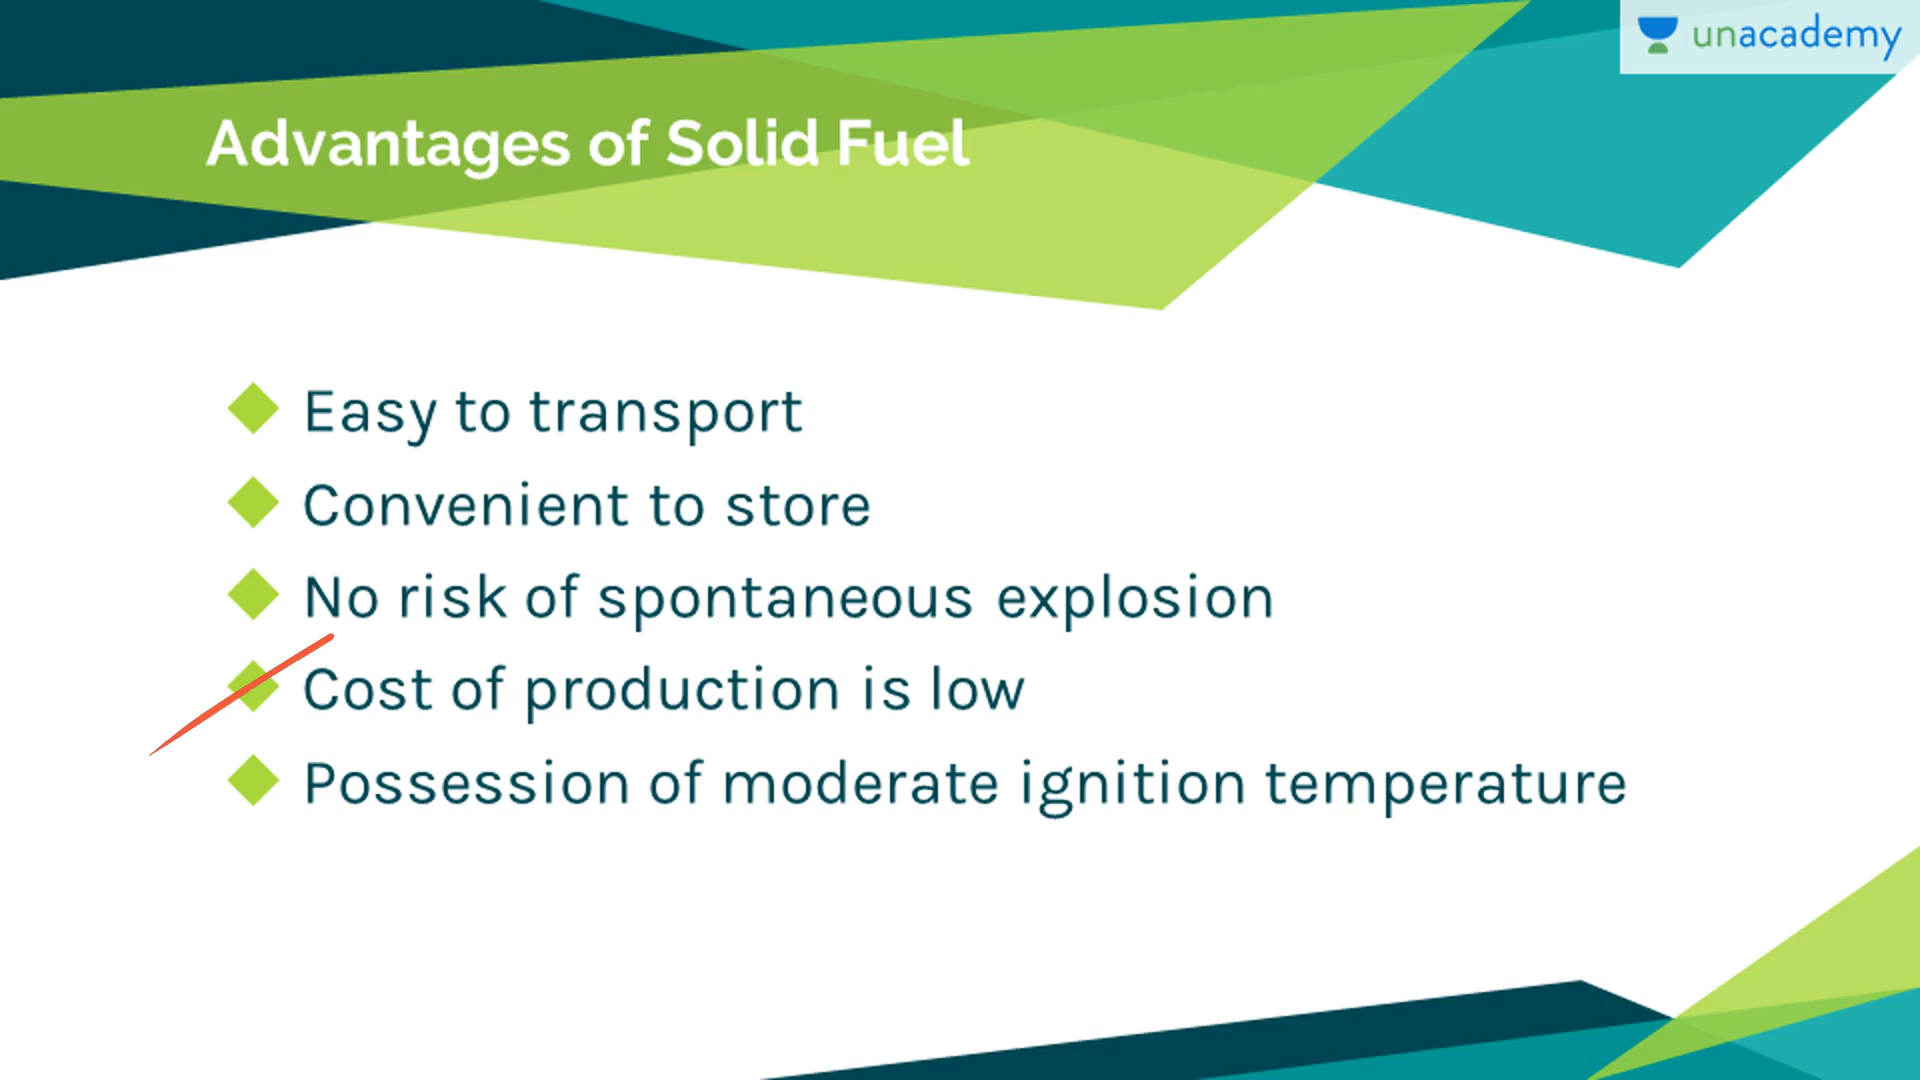 unacademy
Advantages of Solid Fuel
Easy to transport
Convenient to store
No risk of spontaneous explosion
Cost of production is low
Possession of moderate ignition temperature